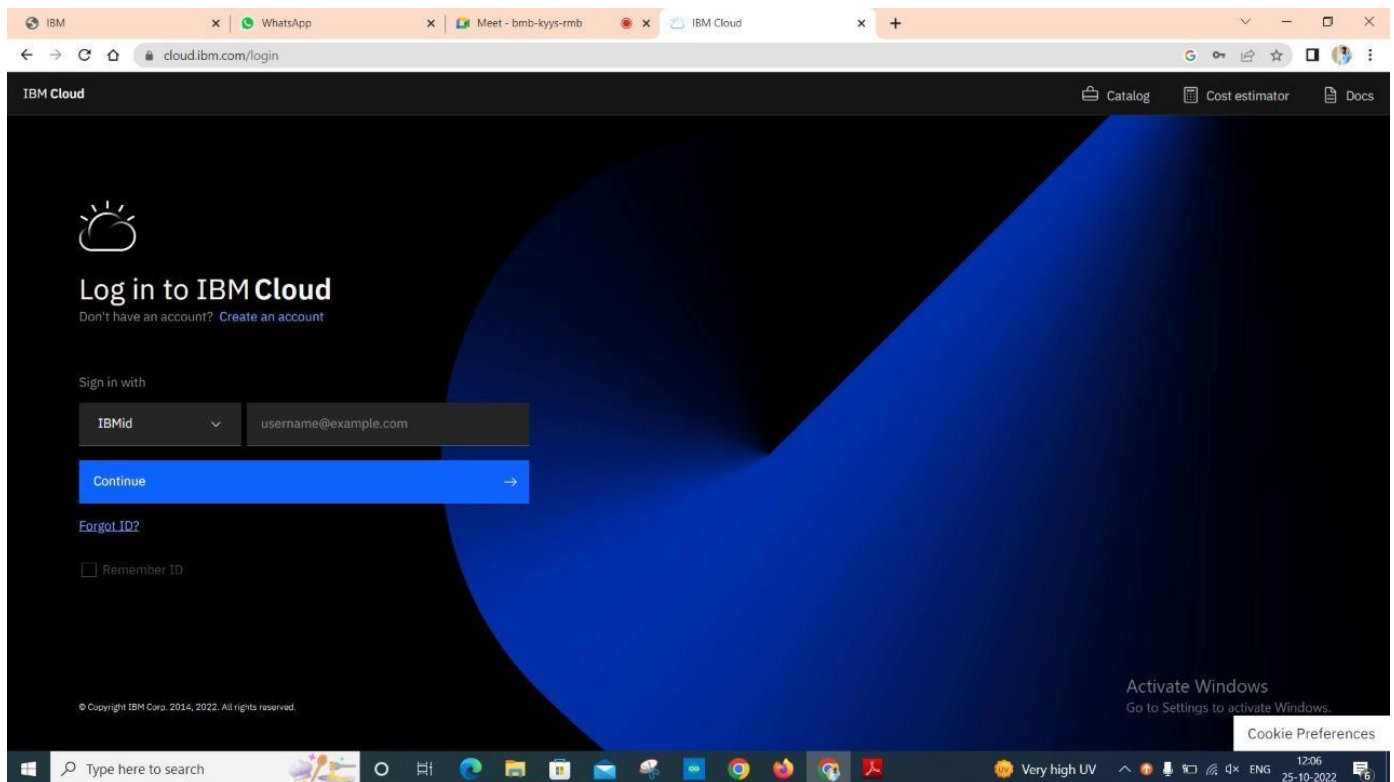 IBM
WhatsApp
Meet - bmb-kyys-rmb
IBM Cloud
cloud.ibm.com/login
IBM Cloud
Catalog
Cost estimator
Docs
Log in to IBM Cloud
Don't have an account? Create an account
Sign in with
IBMid
username@example.com
Continue
Forgot ID?
Remember ID
© Copyright IBM Corp. 2014, 2022. All rights reserved.
Activate Windows
Go to Settings to activate Windows.
Cookie Preferences
Type here to search
Very high UV
ENG
12:06
25-10-2022
6